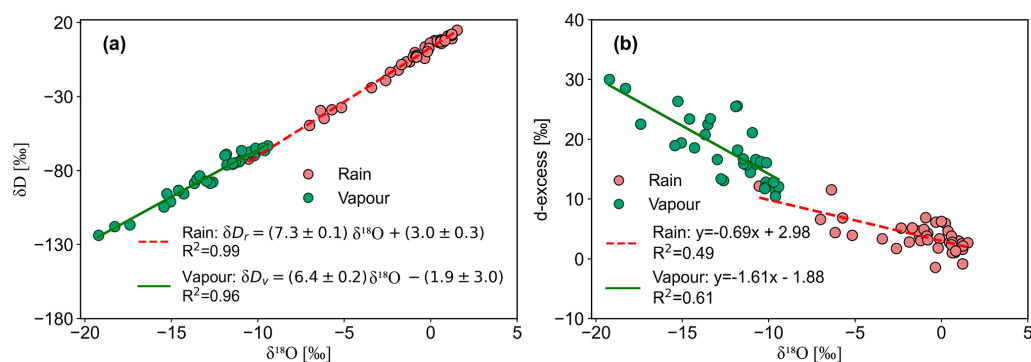 (a)
20
−30
−80
−130
−180
δD [‰]
Rain
Vapour
Rain: δD_r = (7.3 ± 0.1) δ¹⁸O + (3.0 ± 0.3)
R²=0.99
Vapour: δD_v = (6.4 ± 0.2)δ¹⁸O − (1.9 ± 3.0)
R²=0.96
−20 −15 −10 −5 0 5
δ¹⁸O [‰]
(b)
40
30
20
10
0
−10
d-excess [‰]
Rain
Vapour
Rain: y=-0.69x + 2.98
R²=0.49
Vapour: y=-1.61x - 1.88
R²=0.61
−20 −15 −10 −5 0 5
δ¹⁸O [‰]